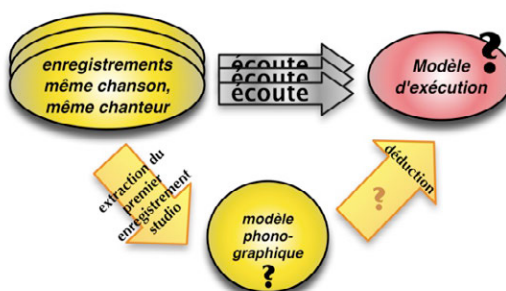 enregistrements
même chanson,
même chanteur
écoute
écoute
écoute
Modèle
d'exécution
?
extraction du
premier
enregistrement
studio
modèle
phono-
graphique
?
déduction
?